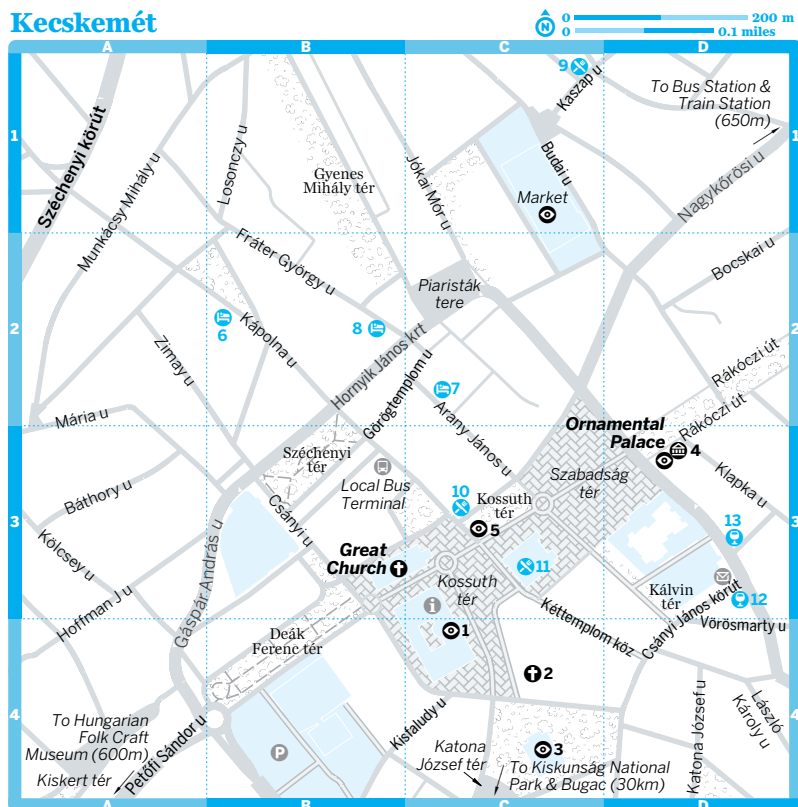 Kecskemét
N
0 200 m
0 0.1 miles
A B C D
1
9
Kaszap u
To Bus Station &
Train Station
(650m)
1
Széchenyi körút
Munkácsy Mihály u
Losonczy u
Gyenes
Mihály tér
Jókai Mór u
Budai u
Market
Nagykőrösi u
Bocskai u
2
Fráter György u
Piaristák
tere
2
6
Kápolna u
8
Hornyik János krt
Zimay u
7
Görögtemplom u
Arany János u
Rákóczi út
Rákóczi út
Mária u
Ornamental
Palace
4
Széchenyi
tér
Local Bus
Terminal
Szabadság
tér
Klapka u
Báthory u
Csányi u
10
Kossuth
tér
5
3
3
13
Kölcsey u
Gáspár András u
Great
Church
11
Kossuth
tér
Kálvin
tér
12
Hoffman J u
i
Kéttemplom köz
Csányi János körút
Vörösmarty u
Deák
Ferenc tér
1
2
4
4
To Hungarian
Folk Craft
Museum (600m)
Petőfi Sándor u
Kiskert tér
P
Kisfaludy u
Katona
József tér
3
To Kiskunság National
Park & Bugac (30km)
Katona József u
László
Károly u
A B C D